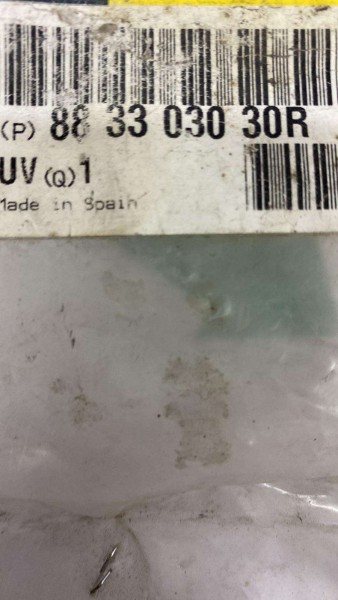 (P) 88 33 030 30R
UV (Q) 1
Made in Spain